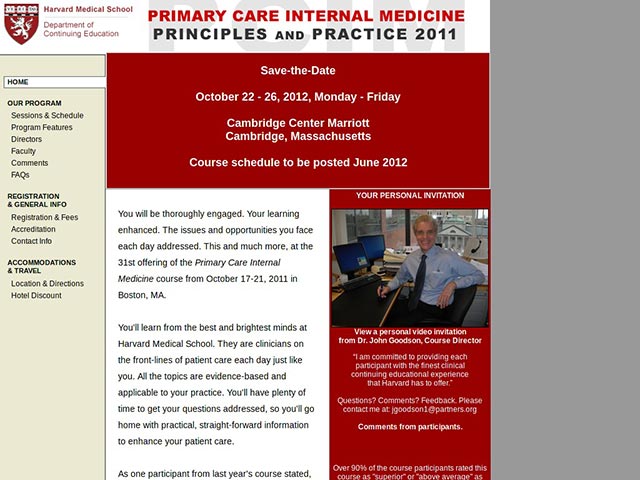 Harvard Medical School
Department of
Continuing Education
PRIMARY CARE INTERNAL MEDICINE
PRINCIPLES AND PRACTICE 2011
HOME
OUR PROGRAM
Sessions & Schedule
Program Features
Directors
Faculty
Comments
FAQs
REGISTRATION
& GENERAL INFO
Registration & Fees
Accreditation
Contact Info
ACCOMMODATIONS
& TRAVEL
Location & Directions
Hotel Discount
Save-the-Date
October 22 - 26, 2012, Monday - Friday
Cambridge Center Marriott
Cambridge, Massachusetts
Course schedule to be posted June 2012
You will be thoroughly engaged. Your learning
enhanced. The issues and opportunities you face
each day addressed. This and much more, at the
31st offering of the Primary Care Internal
Medicine course from October 17-21, 2011 in
Boston, MA.
You'll learn from the best and brightest minds at
Harvard Medical School. They are clinicians on
the front-lines of patient care each day just like
you. All the topics are evidence-based and
applicable to your practice. You'll have plenty of
time to get your questions addressed, so you'll go
home with practical, straight-forward information
to enhance your patient care.
As one participant from last year's course stated,
YOUR PERSONAL INVITATION
View a personal video invitation
from Dr. John Goodson, Course Director
"I am committed to providing each
participant with the finest clinical
continuing educational experience
that Harvard has to offer."
Questions? Comments? Feedback. Please
contact me at: jgoodson1@partners.org
Comments from participants.
Over 90% of the course participants rated this
course as "superior" or "above average" as